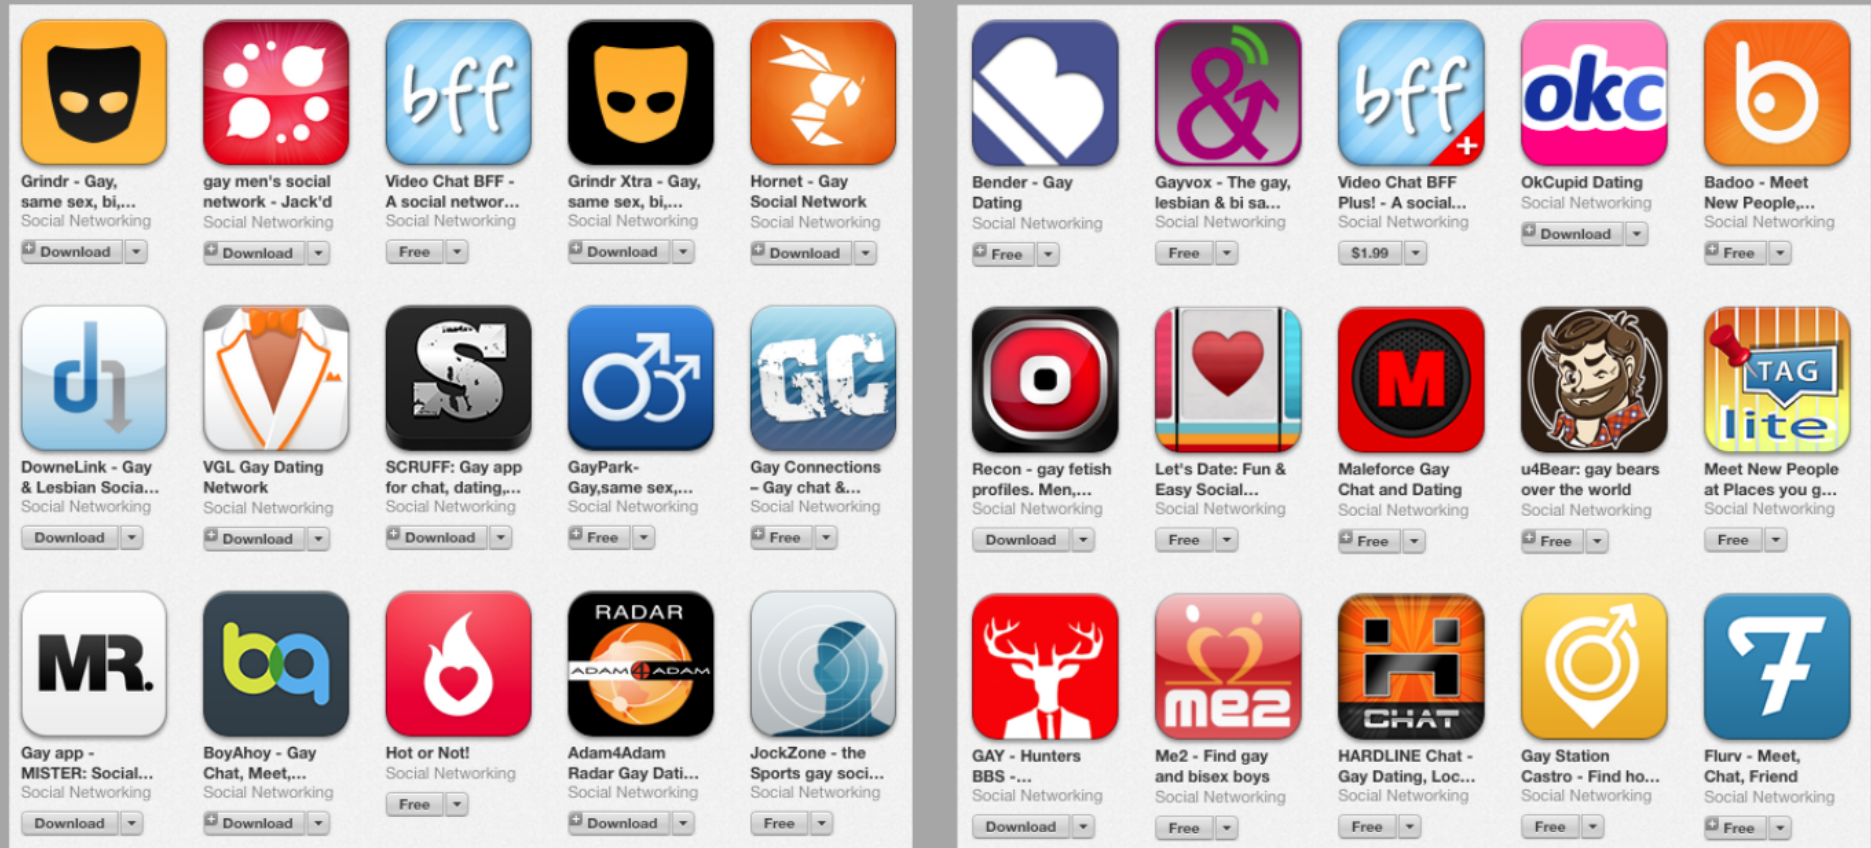 bff
okc
b
Grindr - Gay,
same sex, bi,...
Social Networking
Download
gay men's social
network - Jack'd
Social Networking
Download
Video Chat BFF -
A social networ...
Social Networking
Free
Grindr Xtra - Gay,
same sex, bi,...
Social Networking
Download
Hornet - Gay
Social Network
Social Networking
Download
Bender - Gay
Dating
Social Networking
Free
&
Gayvox - The gay,
lesbian & bi sa...
Social Networking
Free
bff
+
Video Chat BFF
Plus! - A social...
Social Networking
$1.99
OkCupid Dating
Social Networking
Download
Badoo - Meet
New People,...
Social Networking
Free
DowneLink - Gay
& Lesbian Socia...
Social Networking
Download
VGL Gay Dating
Network
Social Networking
Download
S
SCRUFF: Gay app
for chat, dating,...
Social Networking
Download
GayPark-
Gay,same sex,...
Social Networking
Free
GC
Gay Connections
– Gay chat &...
Social Networking
Free
Recon - gay fetish
profiles. Men,...
Social Networking
Download
Let's Date: Fun &
Easy Social...
Social Networking
Free
M
Maleforce Gay
Chat and Dating
Social Networking
Free
u4Bear: gay bears
over the world
Social Networking
Free
TAG
lite
Meet New People
at Places you g...
Social Networking
Free
MR.
Gay app -
MISTER: Social...
Social Networking
Download
ba
BoyAhoy - Gay
Chat, Meet,...
Social Networking
Download
Hot or Not!
Social Networking
Free
RADAR
ADAM4ADAM
Adam4Adam
Radar Gay Dati...
Social Networking
Download
JockZone - the
Sports gay soci...
Social Networking
Free
GAY - Hunters
BBS -...
Social Networking
Download
me2
Me2 - Find gay
and bisex boys
Social Networking
Free
H
CHAT
HARDLINE Chat -
Gay Dating, Loc...
Social Networking
Free
Gay Station
Castro - Find ho...
Social Networking
Free
F
Flurv - Meet,
Chat, Friend
Social Networking
Free